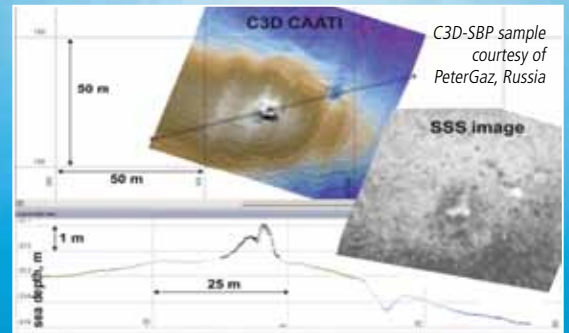 C3D CAATI
C3D-SBP sample
courtesy of
PeterGaz, Russia
50 m
SSS image
50 m
1 m
sea depth, m
25 m